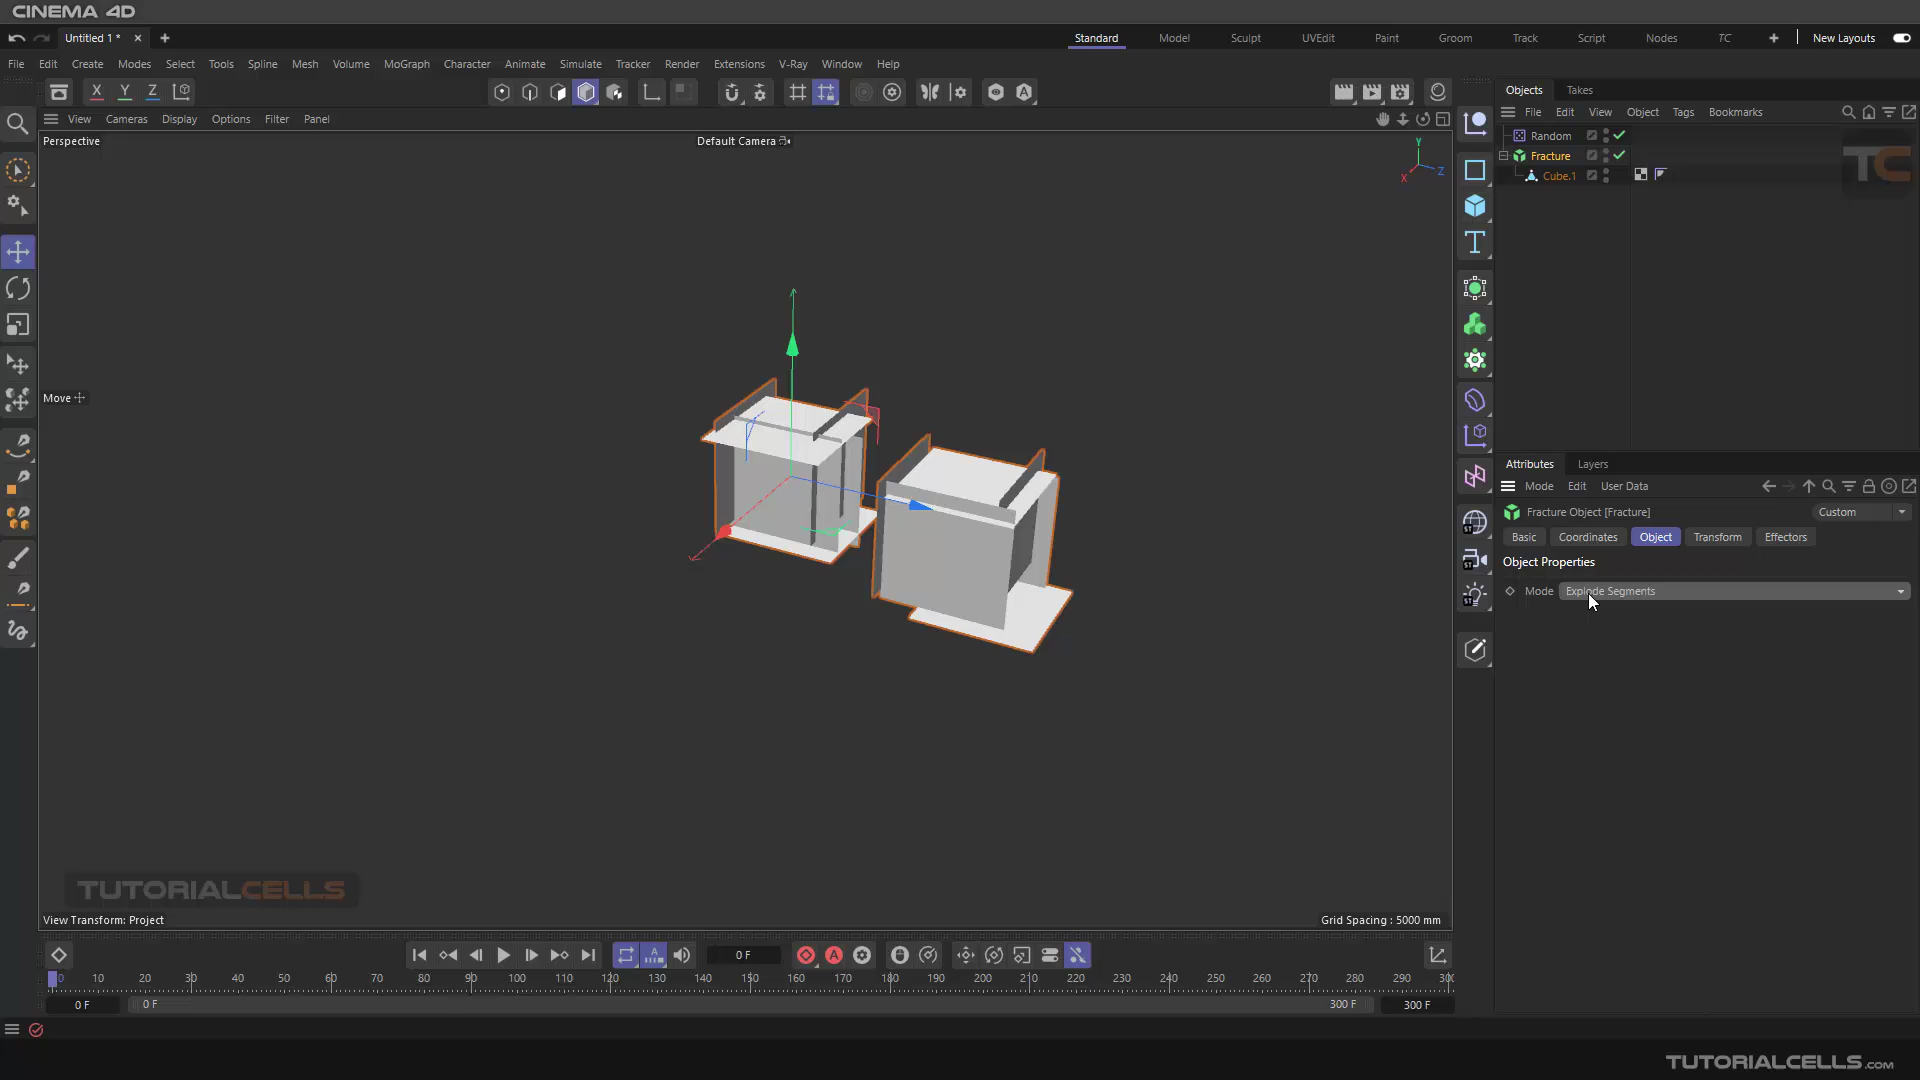 CINEMA 4D
Untitled 1 *
Standard Model Sculpt UVEdit Paint Groom Track Script Nodes TC New Layouts
File Edit Create Modes Select Tools Spline Mesh Volume MoGraph Character Animate Simulate Tracker Render Extensions V-Ray Window Help
X Y Z
View Cameras Display Options Filter Panel
Perspective
Default Camera
Y
X
Z
Move
TUTORIALCELLS
View Transform: Project
Grid Spacing : 5000 mm
Objects Takes
File Edit View Object Tags Bookmarks
Random
Fracture
Cube.1
TC
Attributes Layers
Mode Edit User Data
Fracture Object [Fracture]
Custom
Basic Coordinates Object Transform Effectors
Object Properties
Mode Explode Segments
0 F
0 10 20 30 40 50 60 70 80 90 100 110 120 130 140 150 160 170 180 190 200 210 220 230 240 250 260 270 280 290
0 F
0 F
300 F
300 F
TUTORIALCELLS.com